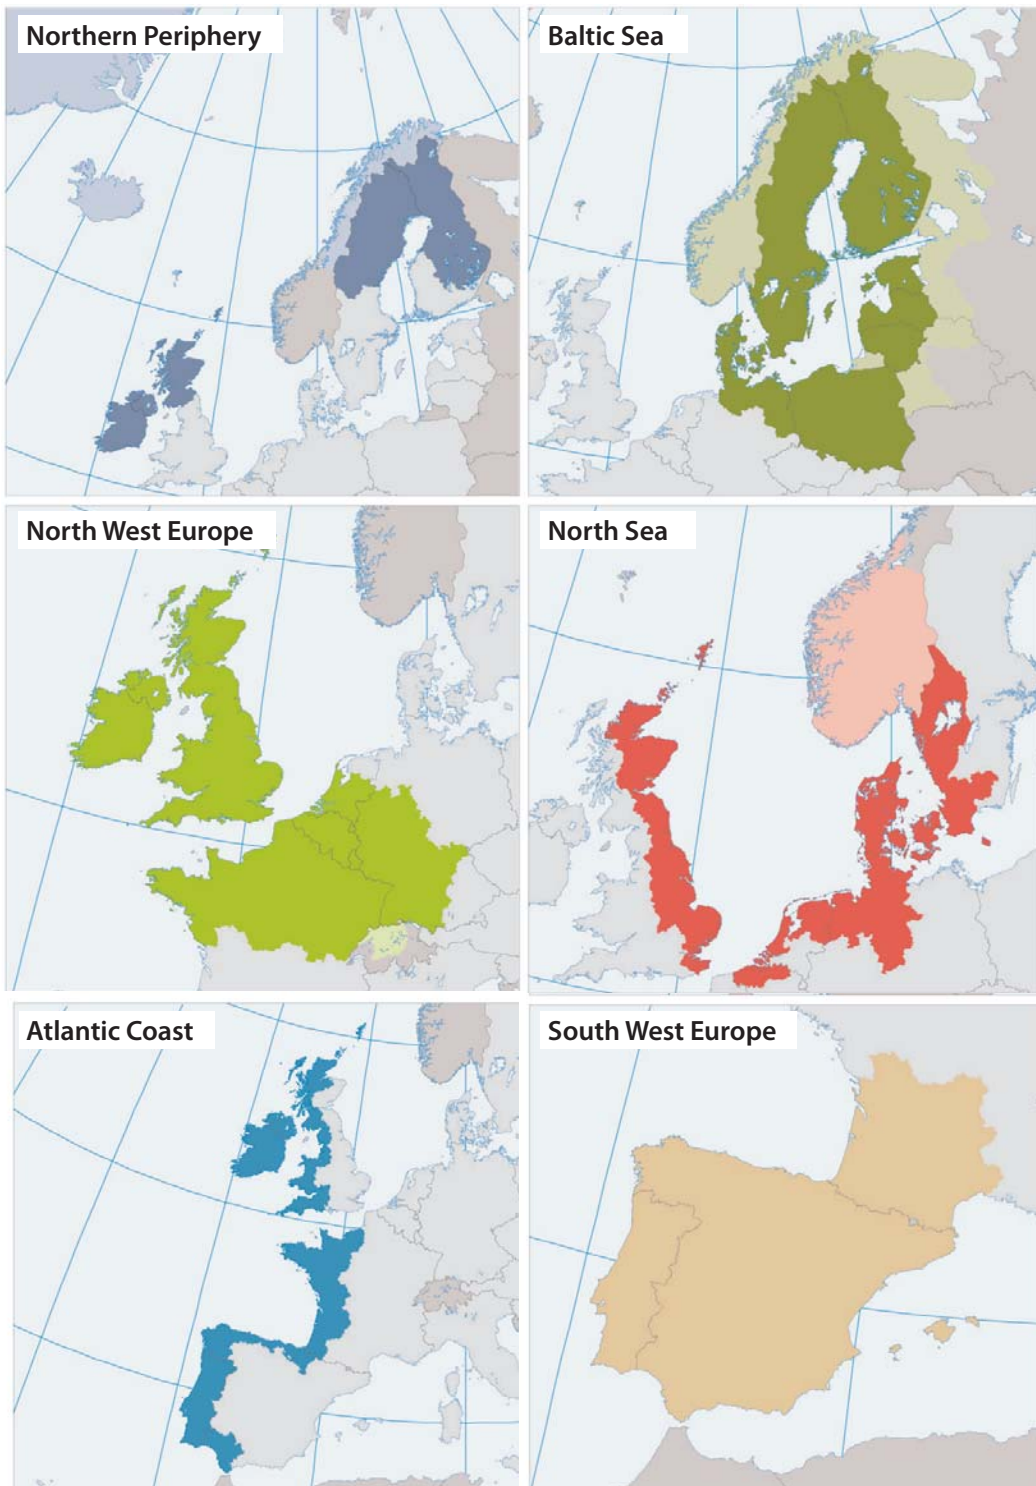 Northern Periphery
Baltic Sea
North West Europe
North Sea
Atlantic Coast
South West Europe